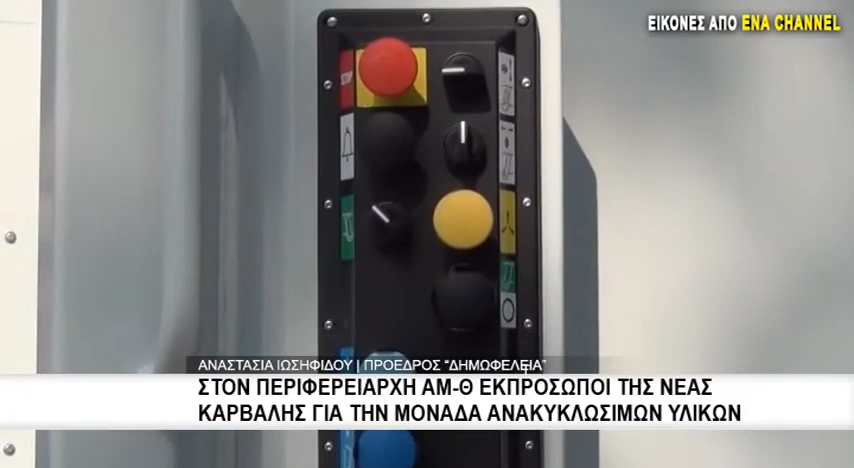 ΕΙΚΟΝΕΣ ΑΠΟ ENA CHANNEL
ΑΝΑΣΤΑΣΙΑ ΙΩΣΗΦΙΔΟΥ | ΠΡΟΕΔΡΟΣ "ΔΗΜΩΦΕΛΕΙΑ"
ΣΤΟΝ ΠΕΡΙΦΕΡΕΙΑΡΧΗ ΑΜ-Θ ΕΚΠΡΟΣΩΠΟΙ ΤΗΣ ΝΕΑΣ
ΚΑΡΒΑΛΗΣ ΓΙΑ ΤΗΝ ΜΟΝΑΔΑ ΑΝΑΚΥΚΛΩΣΙΜΩΝ ΥΛΙΚΩΝ